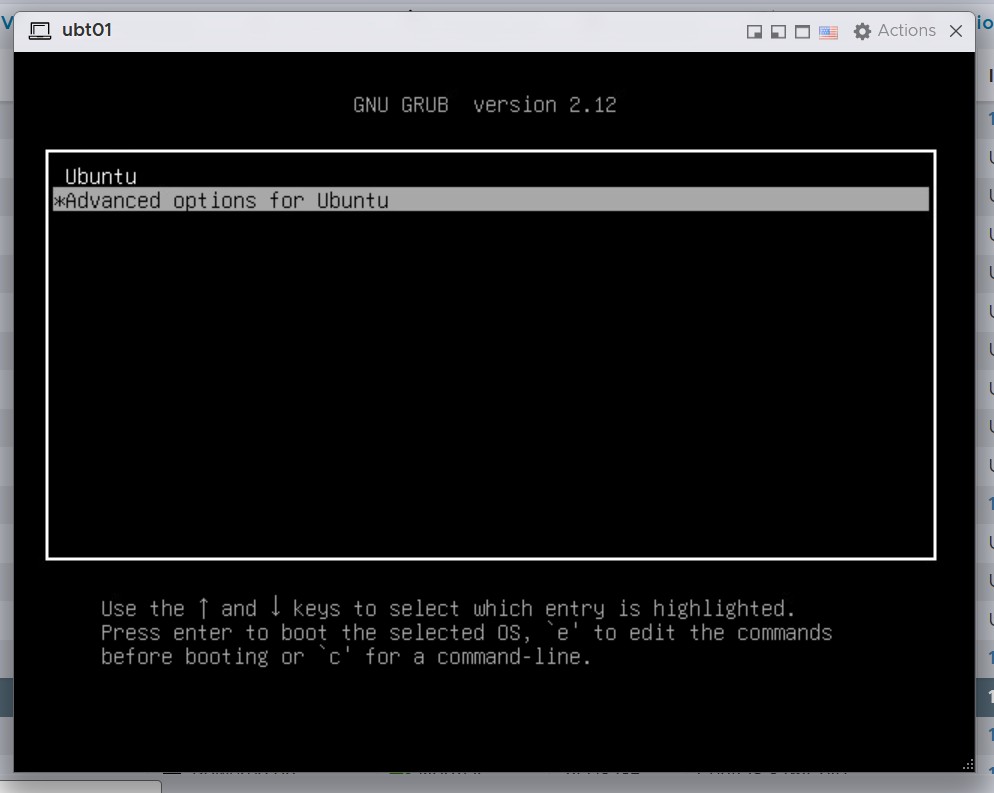 ubt01
Actions
GNU GRUB version 2.12
Ubuntu
*Advanced options for Ubuntu
Use the ↑ and ↓ keys to select which entry is highlighted.
Press enter to boot the selected OS, `e' to edit the commands
before booting or `c' for a command-line.